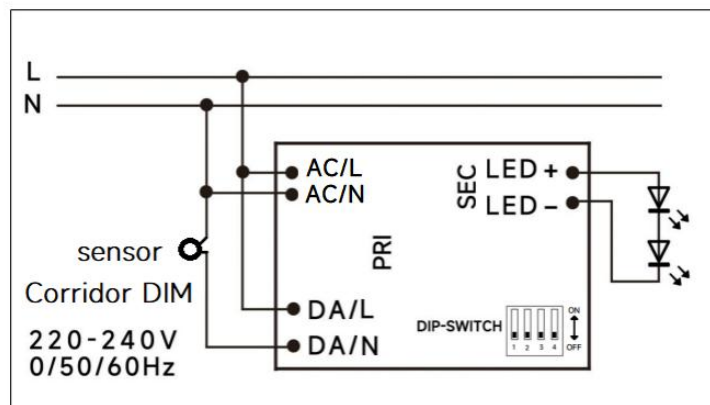 L
N
AC/L
AC/N
PRI
SEC
LED +
LED -
sensor
Corridor DIM
220-240V
0/50/60Hz
DA/L
DA/N
DIP-SWITCH
1 2 3 4
ON
OFF